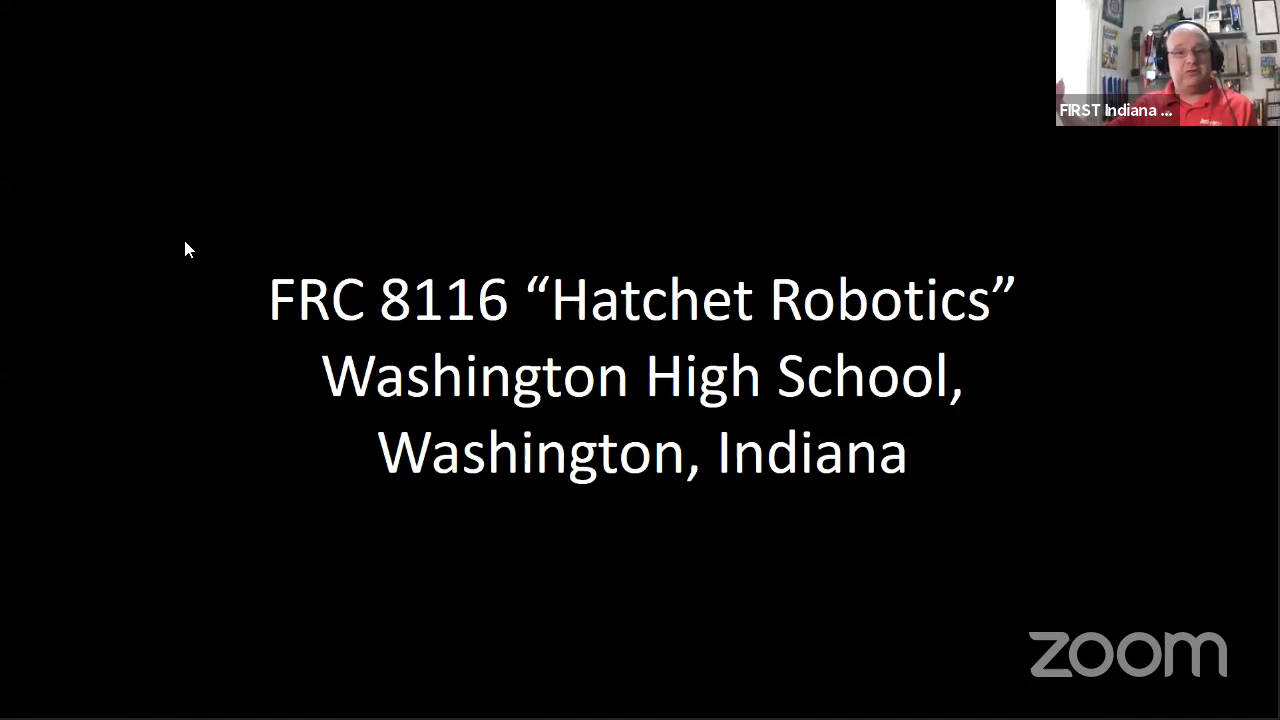 FIRST Indiana ...
FRC 8116 “Hatchet Robotics”
Washington High School,
Washington, Indiana
zoom